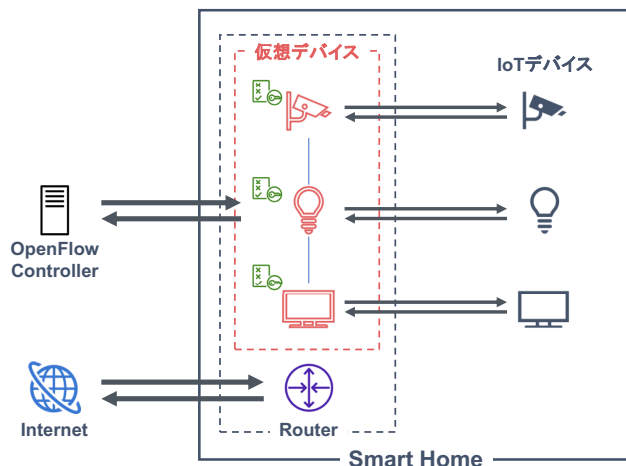 仮想デバイス
IoTデバイス
OpenFlow
Controller
Internet
Router
Smart Home